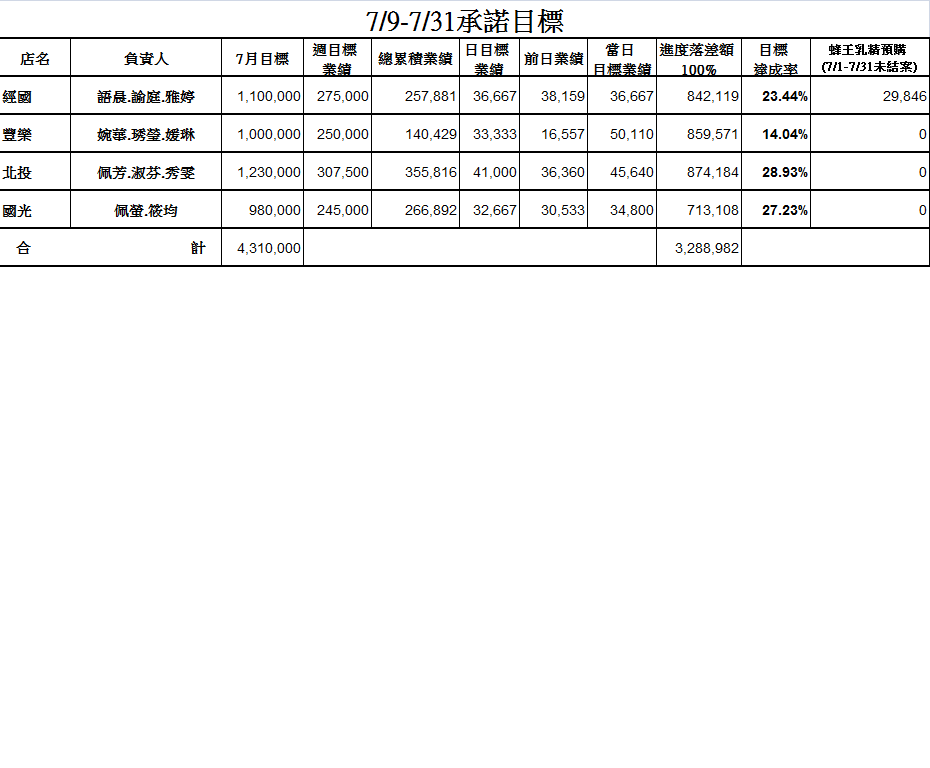 7/9-7/31承諾目標
店名 負責人 7月目標 週目標業績 總累積業績 日目標業績 前日業績 當日目標業績 進度落差額100% 目標達成率 蜂王乳精預購(7/1-7/31未結案)
經國 語晨.諭庭.雅婷 1,100,000 275,000 257,881 36,667 38,159 36,667 842,119 23.44% 29,846
豐樂 婉華.琇瑩.媛琳 1,000,000 250,000 140,429 33,333 16,557 50,110 859,571 14.04% 0
北投 佩芳.淑芬.秀雯 1,230,000 307,500 355,816 41,000 36,360 45,640 874,184 28.93% 0
國光 佩螢.筱均 980,000 245,000 266,892 32,667 30,533 34,800 713,108 27.23% 0
合 計 4,310,000 3,288,982